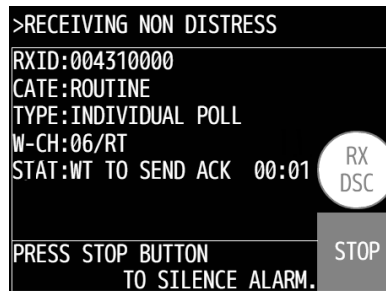 >RECEIVING NON DISTRESS
RXID:004310000
CATE:ROUTINE
TYPE:INDIVIDUAL POLL
W-CH:06/RT
STAT:WT TO SEND ACK 00:01
RX
DSC
PRESS STOP BUTTON
TO SILENCE ALARM.
STOP